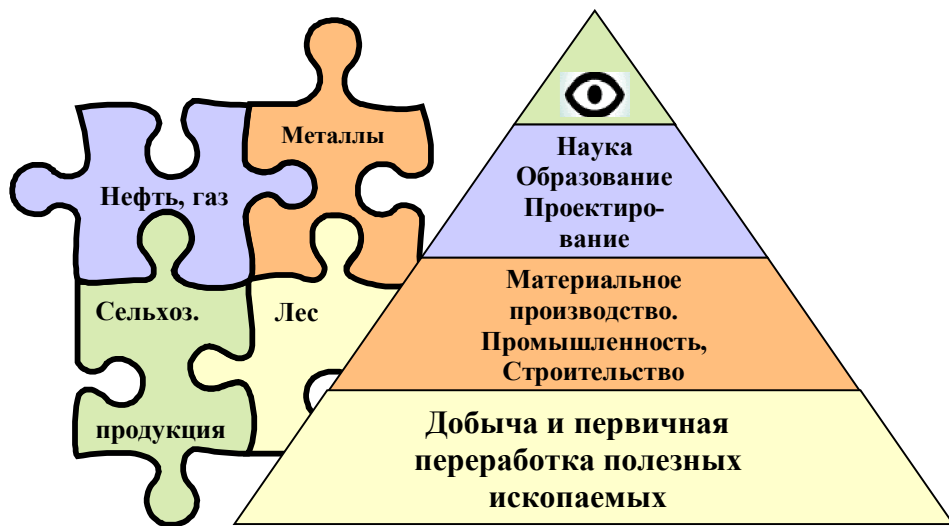 Металлы
Нефть, газ
Сельхоз.
продукция
Лес
Наука
Образование
Проектиро-
вание
Материальное
производство.
Промышленность,
Строительство
Добыча и первичная
переработка полезных
ископаемых